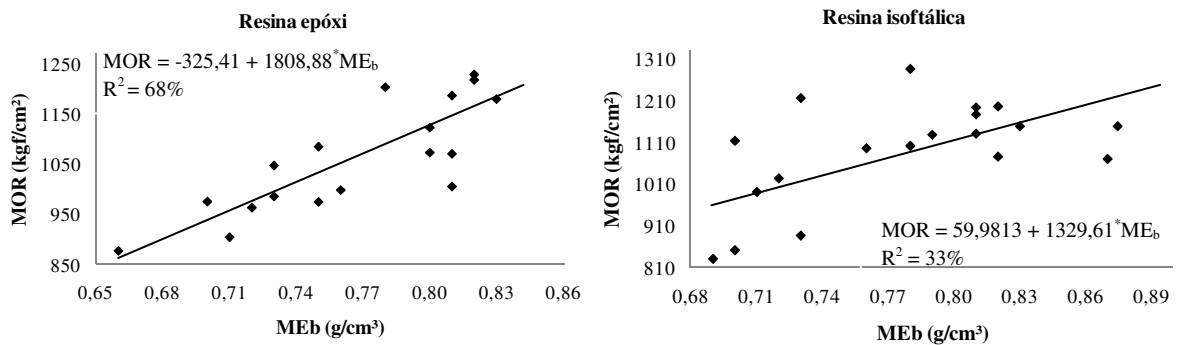 Resina epóxi
MOR = -325,41 + 1808,88*MEb
R² = 68%
MOR (kgf/cm²)
1250
1150
1050
950
850
0,65 0,68 0,71 0,74 0,77 0,80 0,83 0,86
MEb (g/cm³)
Resina isoftálica
MOR (kgf/cm²)
1310
1210
1110
1010
910
810
MOR = 59,9813 + 1329,61*MEb
R² = 33%
0,68 0,71 0,74 0,77 0,80 0,83 0,86 0,89
MEb (g/cm³)